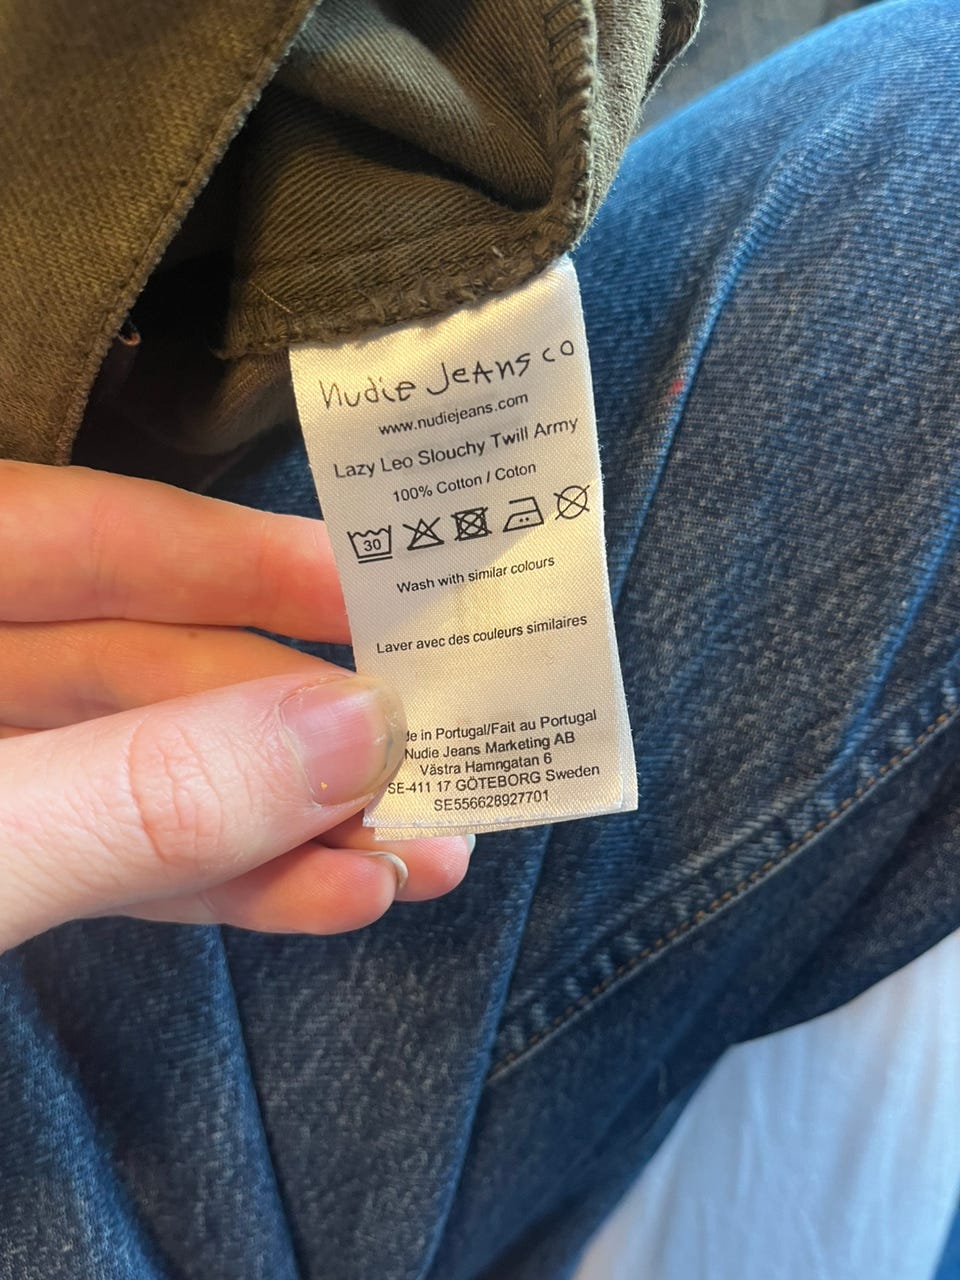 nudie jeans co
www.nudiejeans.com
Lazy Leo Slouchy Twill Army
100% Cotton / Coton
30
Wash with similar colours
Laver avec des couleurs similaires
in Portugal/Fait au Portugal
Nudie Jeans Marketing AB
Västra Hamngatan 6
SE-411 17 GÖTEBORG Sweden
SE556628927701